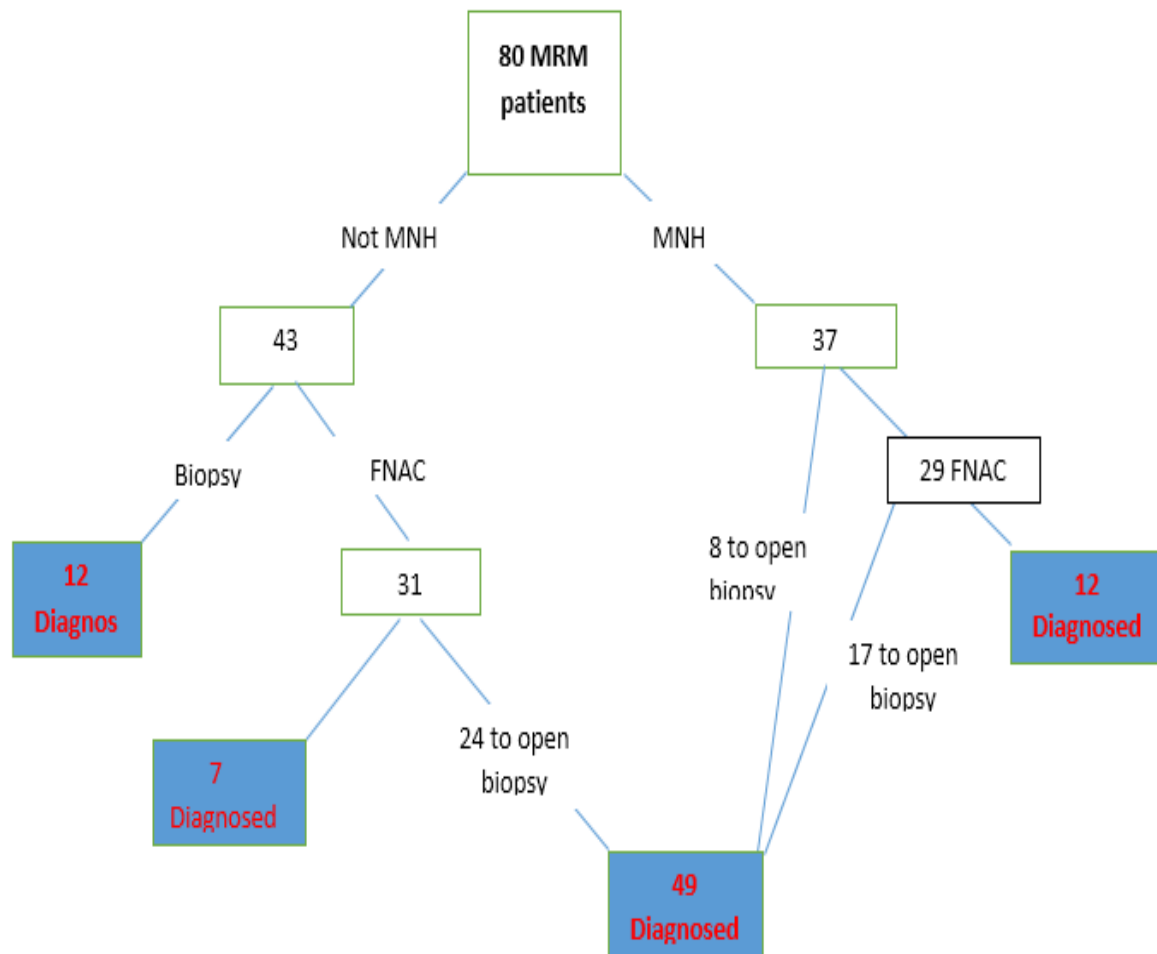 80 MRM
patients
Not MNH
MNH
43
37
Biopsy
FNAC
29 FNAC
12
Diagnos
31
8 to open
biopsy
12
Diagnosed
17 to open
biopsy
7
Diagnosed
24 to open
biopsy
49
Diagnosed